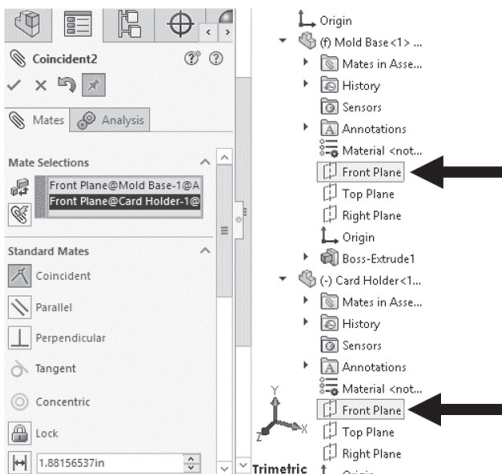 Coincident2
Mates
Analysis
Mate Selections
Front Plane@Mold Base-1@A
Front Plane@Card Holder-1@
Standard Mates
Coincident
Parallel
Perpendicular
Tangent
Concentric
Lock
1.88156537in
Origin
(f) Mold Base<1> ...
Mates in Asse...
History
Sensors
Annotations
Material <not...
Front Plane
Top Plane
Right Plane
Origin
Boss-Extrude1
(-) Card Holder<1...
Mates in Asse...
History
Sensors
Annotations
Material <not...
Front Plane
Top Plane
Right Plane
Origin
Y
X
Z
Trimetric